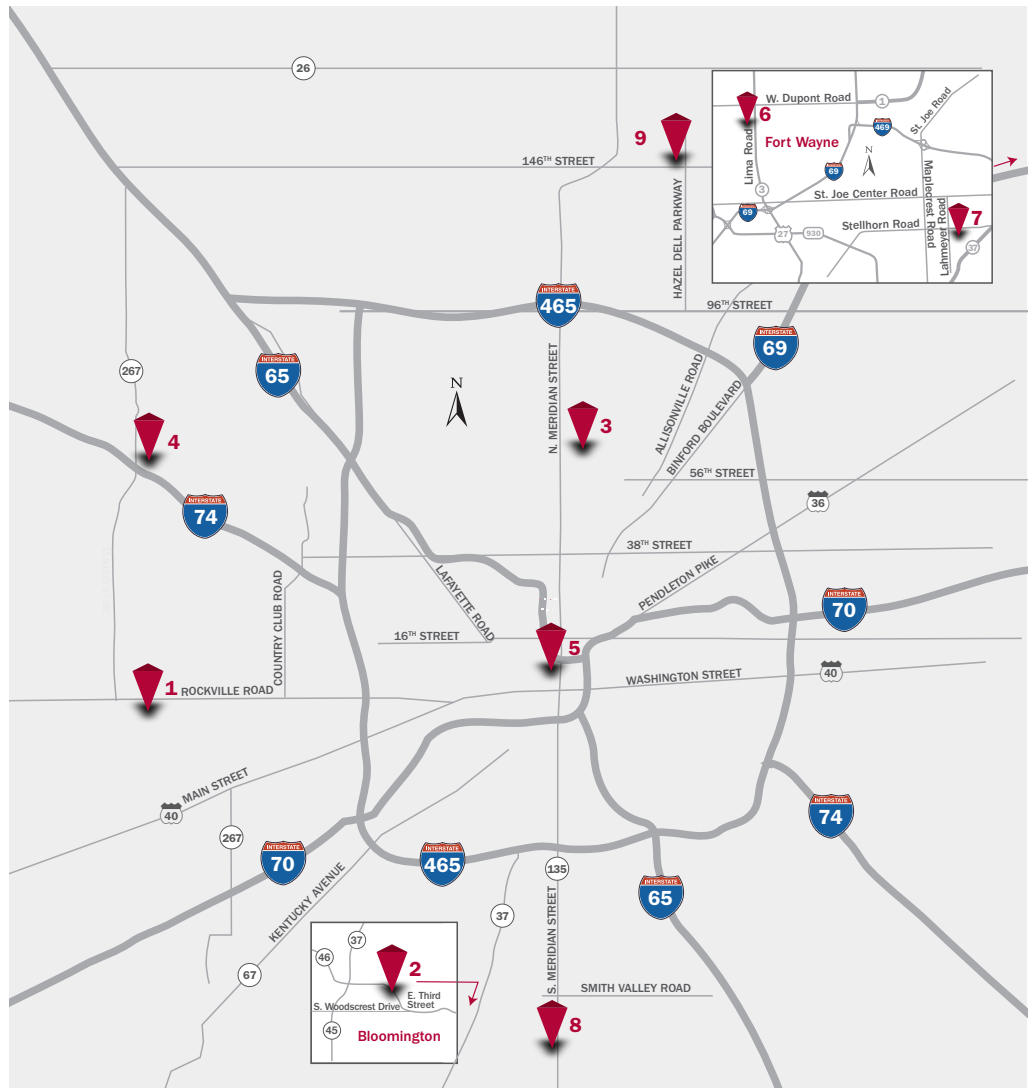 26
9
146TH STREET
HAZEL DELL PARKWAY
W. Dupont Road
1
6
St. Joe Road
INTERSTATE
469
Fort Wayne
Lima Road
N
69
Maplecrest Road
St. Joe Center Road
3
69
Stellhorn Road
7
Lahmeyer Road
27
930
37
INTERSTATE
465
96TH STREET
INTERSTATE
69
267
INTERSTATE
65
N
N. MERIDIAN STREET
3
ALLISONVILLE ROAD
BINFORD BOULEVARD
4
56TH STREET
INTERSTATE
74
36
38TH STREET
LAFAYETTE ROAD
PENDLETON PIKE
COUNTRY CLUB ROAD
INTERSTATE
70
16TH STREET
5
WASHINGTON STREET
40
1
ROCKVILLE ROAD
MAIN STREET
40
267
INTERSTATE
74
INTERSTATE
70
INTERSTATE
465
135
INTERSTATE
65
KENTUCKY AVENUE
37
S. MERIDIAN STREET
67
37
46
2
E. Third
Street
S. Woodscrest Drive
45
Bloomington
SMITH VALLEY ROAD
8